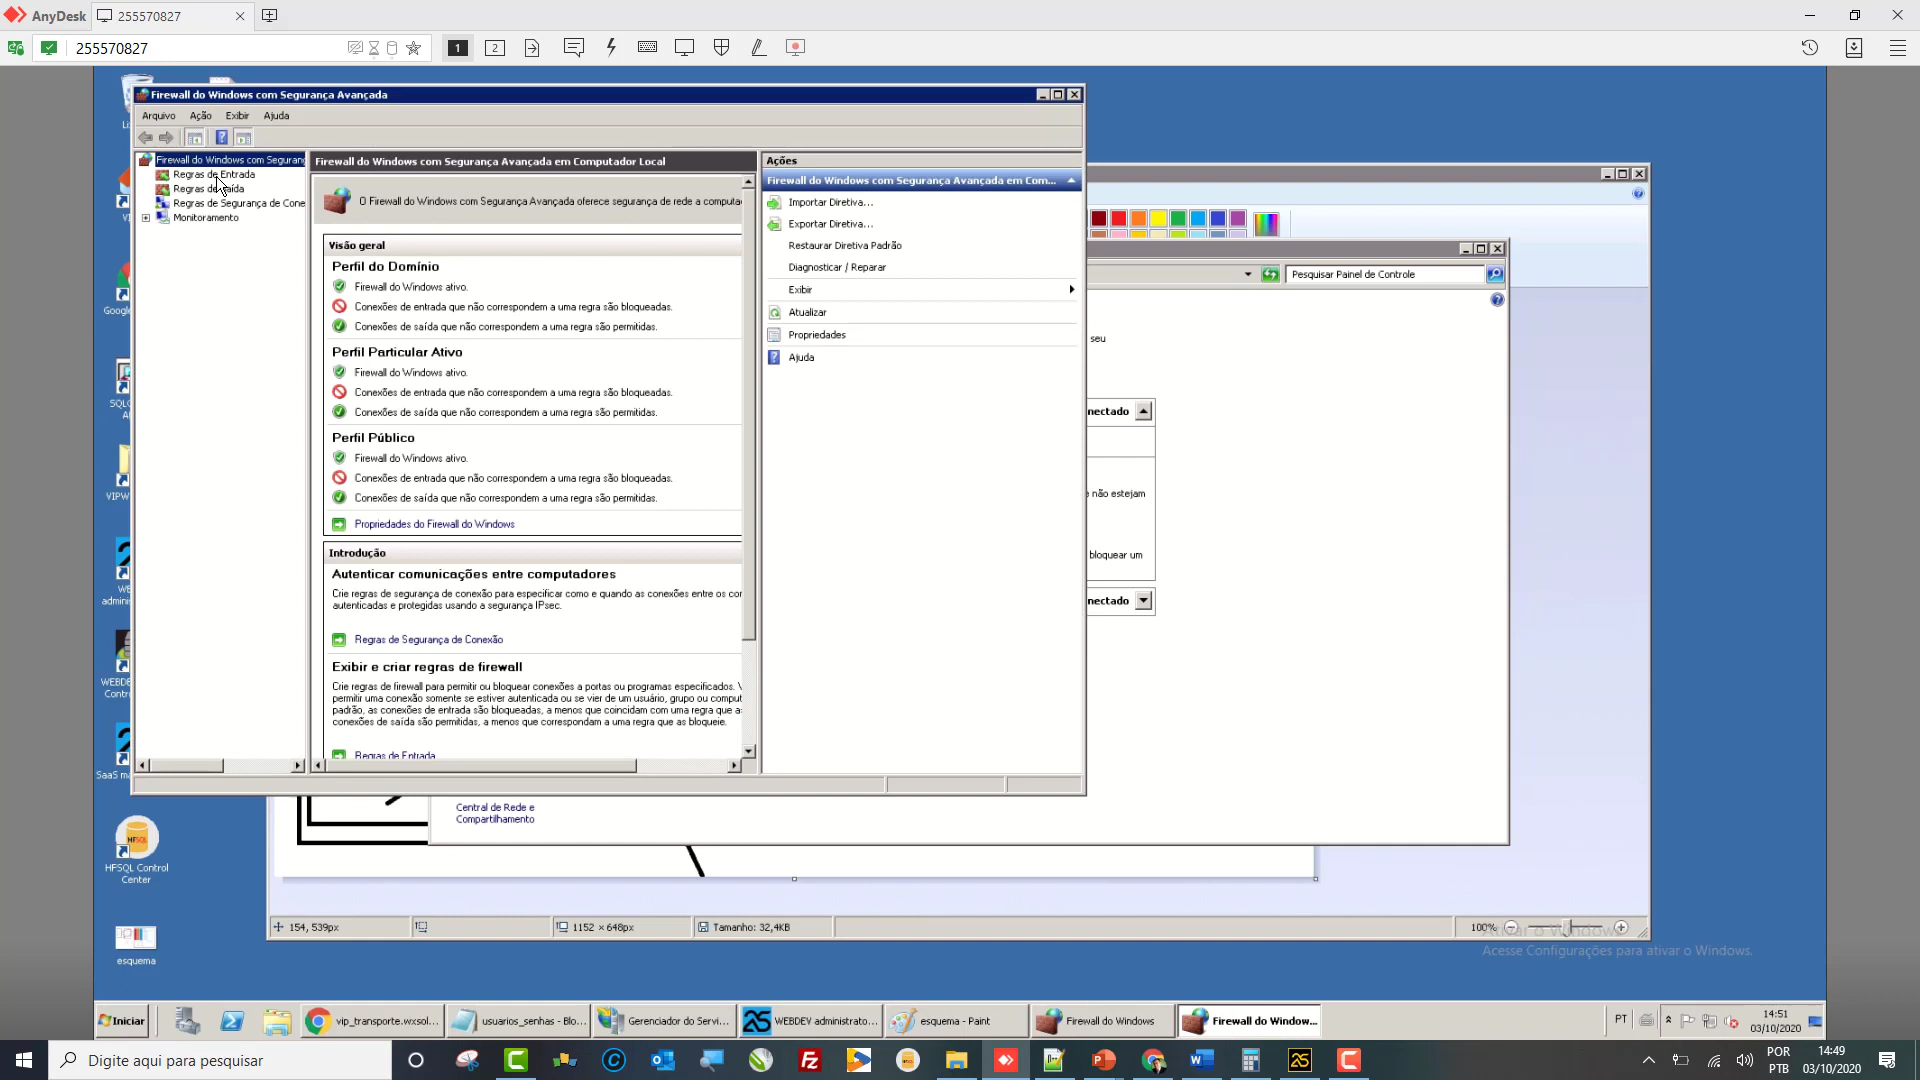 AnyDesk
255570827
255570827
1
2
Firewall do Windows com Segurança Avançada
Arquivo Ação Exibir Ajuda
Firewall do Windows com Seguranç
Regras de Entrada
Regras de Saída
Regras de Segurança de Cone
Monitoramento
Firewall do Windows com Segurança Avançada em Computador Local
O Firewall do Windows com Segurança Avançada oferece segurança de rede a computa
Visão geral
Perfil do Domínio
Firewall do Windows ativo.
Conexões de entrada que não correspondem a uma regra são bloqueadas.
Conexões de saída que não correspondem a uma regra são permitidas.
Perfil Particular Ativo
Firewall do Windows ativo.
Conexões de entrada que não correspondem a uma regra são bloqueadas.
Conexões de saída que não correspondem a uma regra são permitidas.
Perfil Público
Firewall do Windows ativo.
Conexões de entrada que não correspondem a uma regra são bloqueadas.
Conexões de saída que não correspondem a uma regra são permitidas.
Propriedades do Firewall do Windows
Introdução
Autenticar comunicações entre computadores
Crie regras de segurança de conexão para especificar como e quando as conexões entre os cor
autenticadas e protegidas usando a segurança IPsec.
Regras de Segurança de Conexão
Exibir e criar regras de firewall
Crie regras de firewall para permitir ou bloquear conexões a portas ou programas especificados. V
permitir uma conexão somente se estiver autenticada ou se vier de um usuário, grupo ou comput
padrão, as conexões de entrada são bloqueadas, a menos que coincidam com uma regra que as
conexões de saída são permitidas, a menos que correspondam a uma regra que as bloqueie.
Regras de Entrada
Ações
Firewall do Windows com Segurança Avançada em Com...
Importar Diretiva...
Exportar Diretiva...
Restaurar Diretiva Padrão
Diagnosticar / Reparar
Exibir
Atualizar
Propriedades
Ajuda
Pesquisar Painel de Controle
seu
nectado
e não estejam
bloquear um
nectado
Central de Rede e
Compartilhamento
Li
VI
Google
SQLC
A
VIPW
WE
admini
WEBDE
Contr
SaaS m
HFSQL
HFSQL Control
Center
esquema
154, 539px
1152 × 648px
Tamanho: 32,4KB
100%
Ativar o Windows
Acesse Configurações para ativar o Windows.
Iniciar
vip_transporte.wxsol...
usuarios_senhas - Blo...
Gerenciador do Servi...
WEBDEV administrato...
esquema - Paint
Firewall do Windows
Firewall do Window...
PT
14:51
03/10/2020
Digite aqui para pesquisar
POR
PTB
14:49
03/10/2020